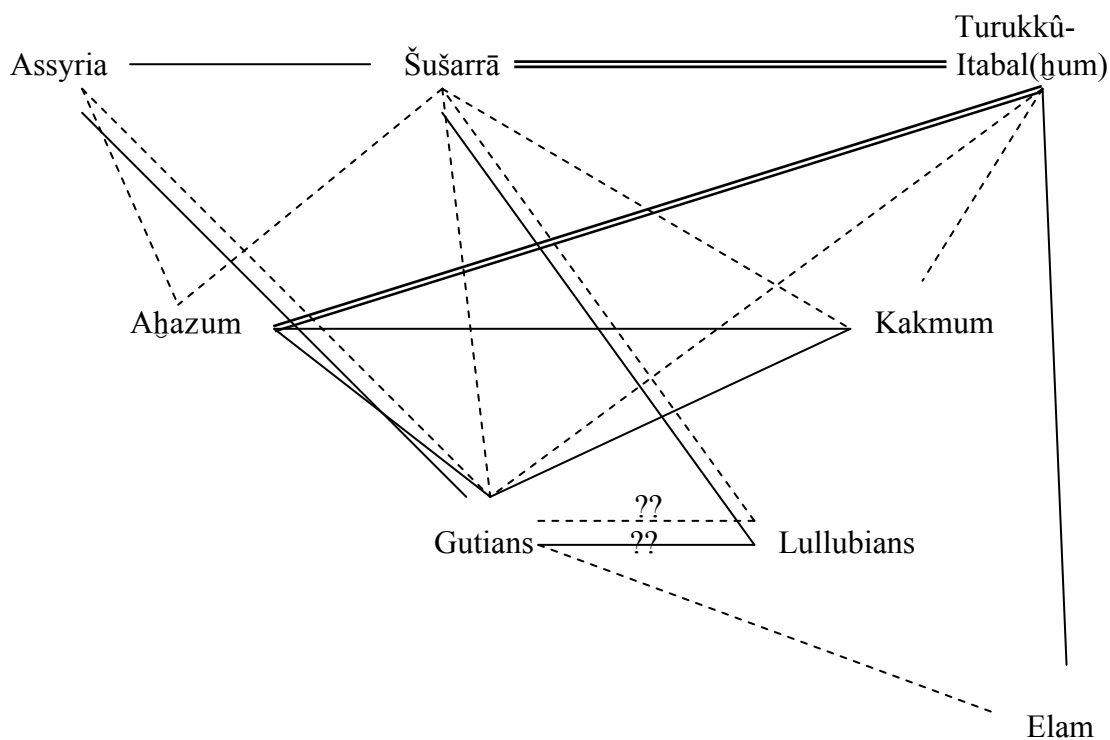 Turukkû-
Assyria Šušarrā Itabal(ḫum)
Aḫazum Kakmum
??
Gutians ?? Lullubians
Elam